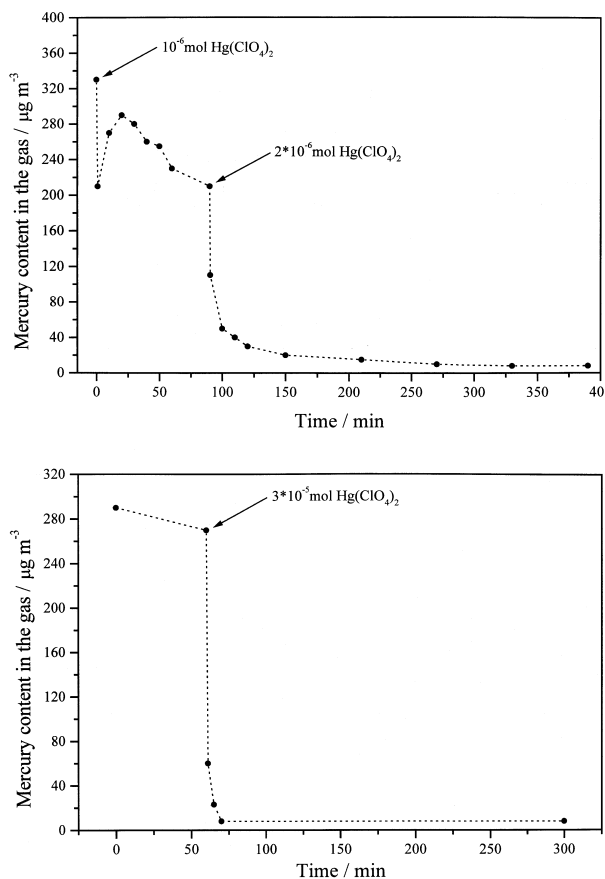 400
360
320
280
240
200
160
120
80
40
0
Mercury content in the gas / μg m⁻³
10⁻⁶mol Hg(ClO4)2
2*10⁻⁶mol Hg(ClO4)2
0 50 100 150 200 250 300 350 40
Time / min
320
280
240
200
160
120
80
40
0
Mercury content in the gas / μg m⁻³
3*10⁻⁵mol Hg(ClO4)2
0 50 100 150 200 250 300
Time / min